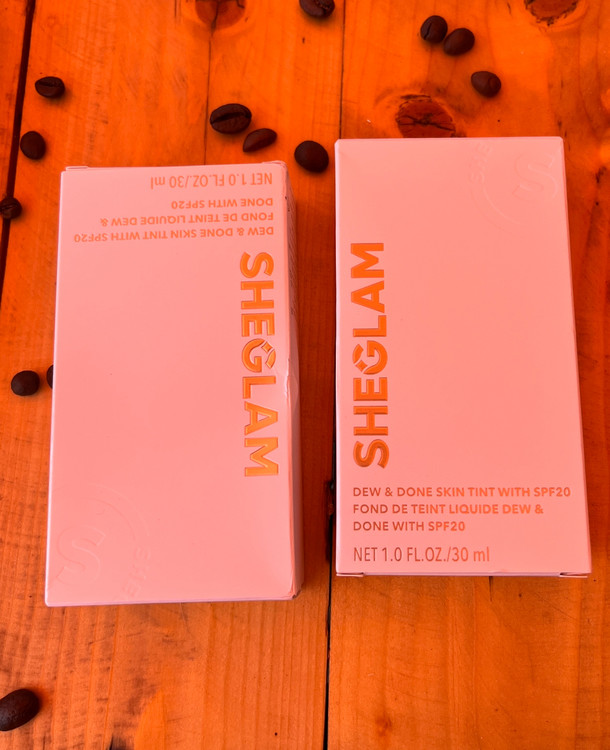 NET 1.0 FL.OZ./30 ml
DEW & DONE SKIN TINT WITH SPF20
FOND DE TEINT LIQUIDE DEW &
DONE WITH SPF20
SHEGLAM
SHEGLAM
DEW & DONE SKIN TINT WITH SPF20
FOND DE TEINT LIQUIDE DEW &
DONE WITH SPF20
NET 1.0 FL.OZ./30 ml